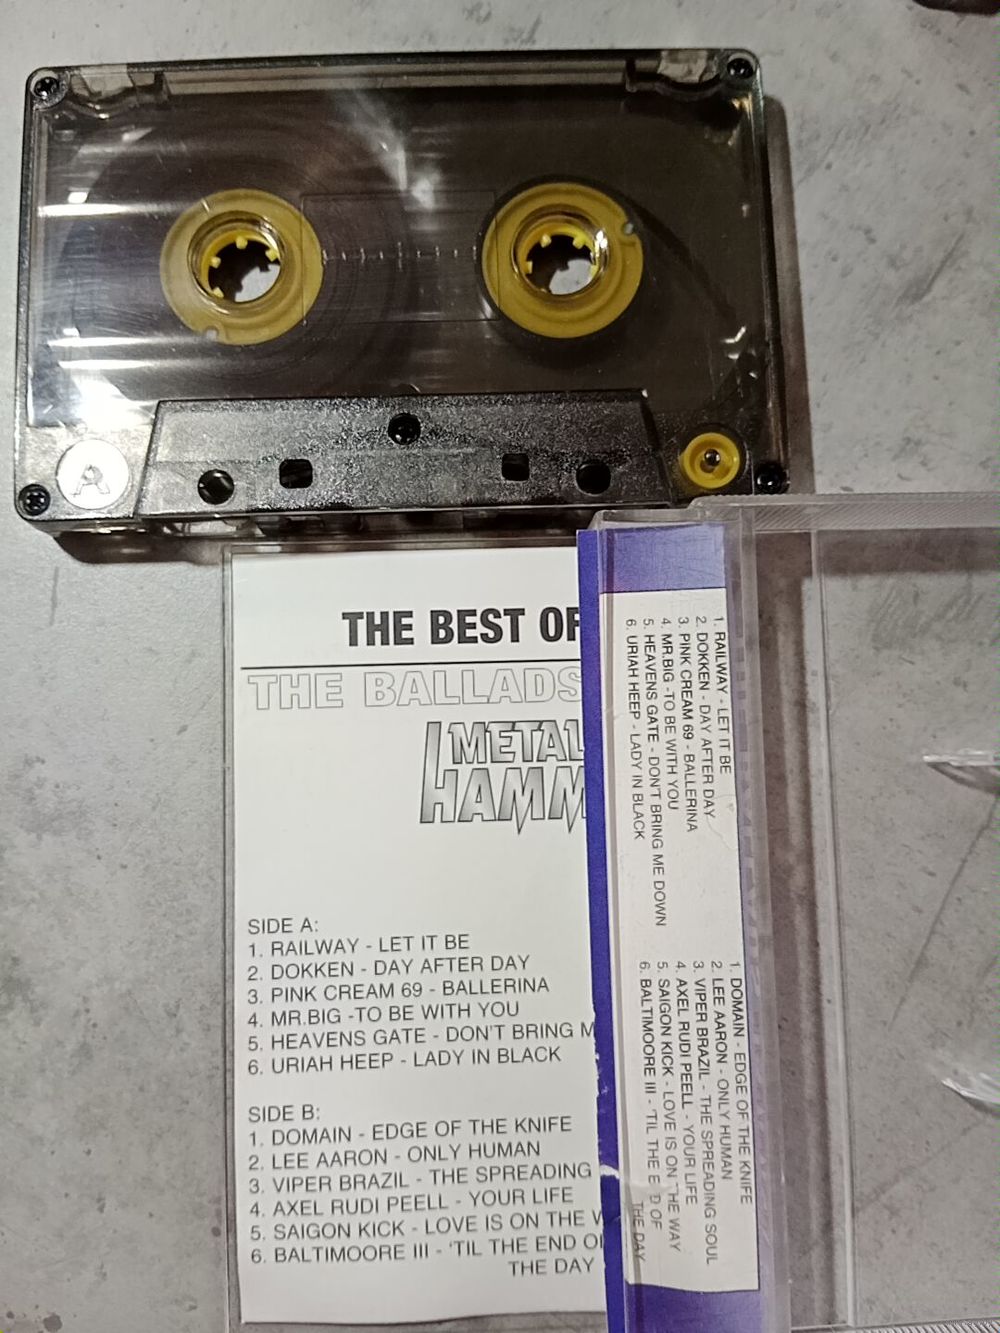 A
THE BEST OF
THE BALLADS
METAL
HAMM
SIDE A:
1. RAILWAY - LET IT BE
2. DOKKEN - DAY AFTER DAY
3. PINK CREAM 69 - BALLERINA
4. MR.BIG -TO BE WITH YOU
5. HEAVENS GATE - DON'T BRING M
6. URIAH HEEP - LADY IN BLACK
SIDE B:
1. DOMAIN - EDGE OF THE KNIFE
2. LEE AARON - ONLY HUMAN
3. VIPER BRAZIL - THE SPREADING
4. AXEL RUDI PEELL - YOUR LIFE
5. SAIGON KICK - LOVE IS ON THE W
6. BALTIMOORE III - 'TIL THE END OF
THE DAY
1. RAILWAY - LET IT BE
2. DOKKEN - DAY AFTER DAY
3. PINK CREAM 69 - BALLERINA
4. MR.BIG -TO BE WITH YOU
5. HEAVENS GATE - DON'T BRING ME DOWN
6. URIAH HEEP - LADY IN BLACK
1. DOMAIN - EDGE OF THE KNIFE
2. LEE AARON - ONLY HUMAN
3. VIPER BRAZIL - THE SPREADING SOUL
4. AXEL RUDI PEELL - YOUR LIFE
5. SAIGON KICK - LOVE IS ON THE WAY
6. BALTIMOORE III - 'TIL THE E D OF
THE DAY